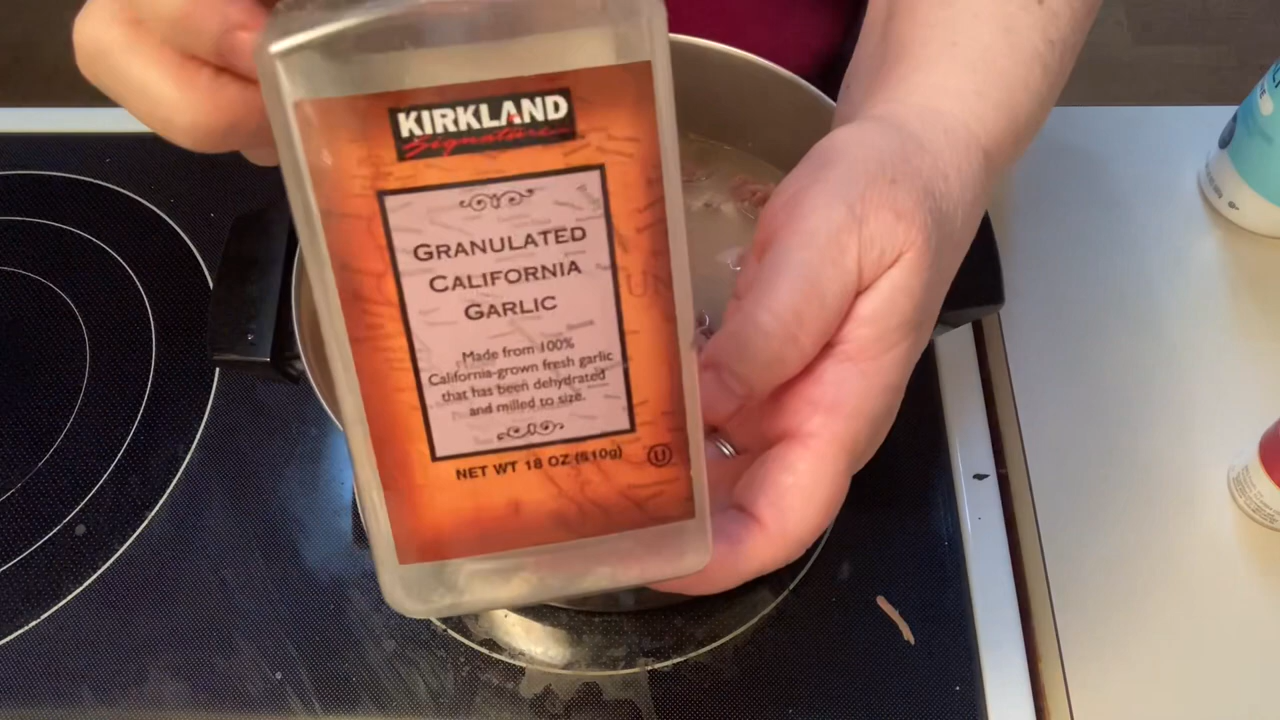 KIRKLAND
Signature
GRANULATED
CALIFORNIA
GARLIC
Made from 100%
California-grown fresh garlic
that has been dehydrated
and milled to size.
NET WT 18 OZ (510g) U